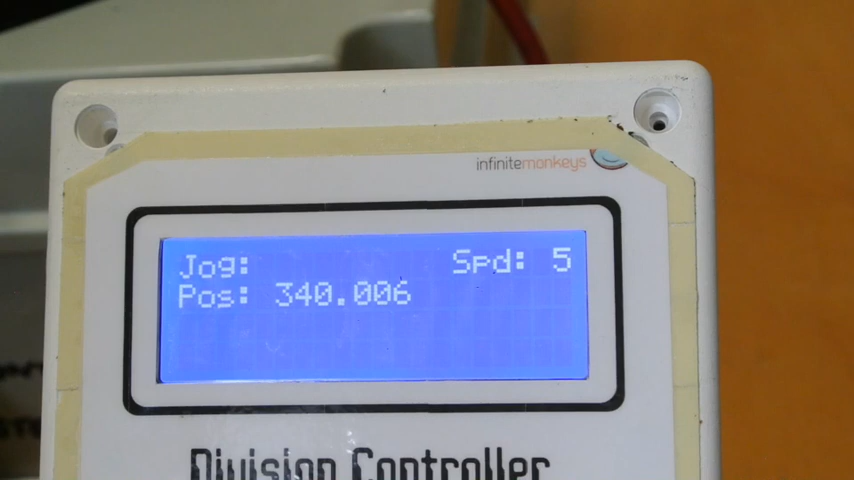 infinitemonkeys
Jog: Spd: 5
Pos: 340.006
Division Controller